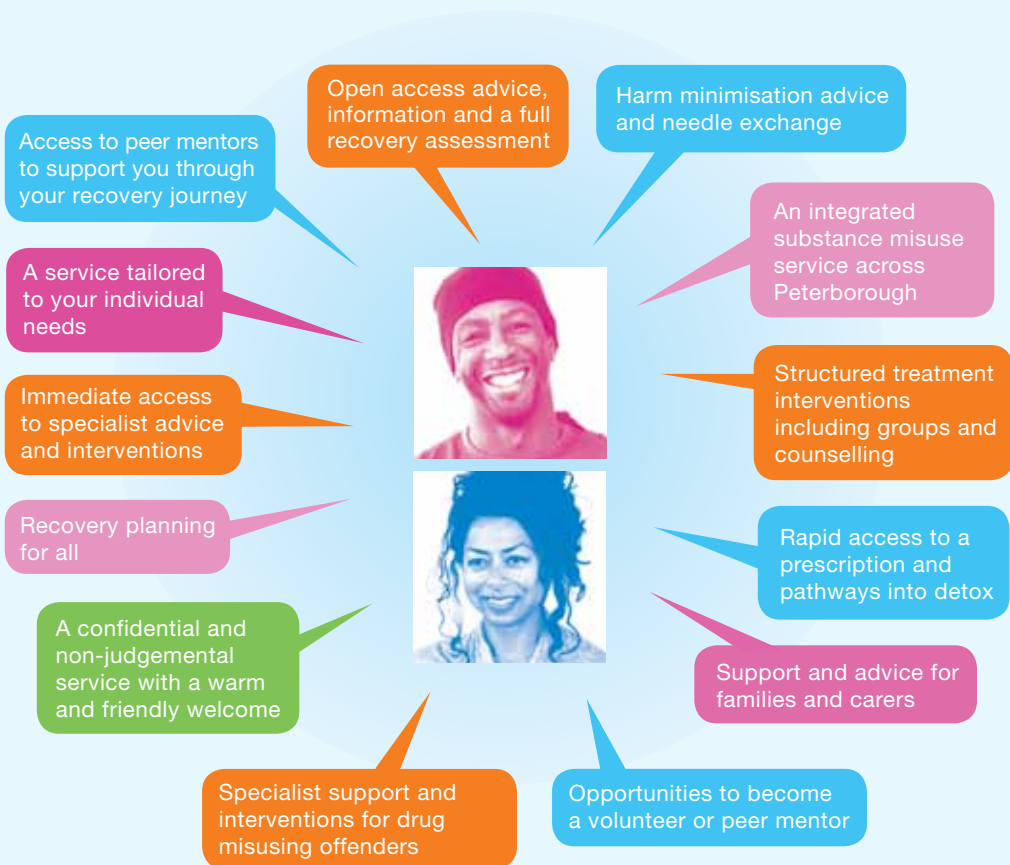 Open access advice,
information and a full
recovery assessment
Harm minimisation advice
and needle exchange
Access to peer mentors
to support you through
your recovery journey
An integrated
substance misuse
service across
Peterborough
A service tailored
to your individual
needs
Structured treatment
interventions
including groups and
counselling
Immediate access
to specialist advice
and interventions
Recovery planning
for all
Rapid access to a
prescription and
pathways into detox
A confidential and
non-judgemental
service with a warm
and friendly welcome
Support and advice for
families and carers
Specialist support and
interventions for drug
misusing offenders
Opportunities to become
a volunteer or peer mentor